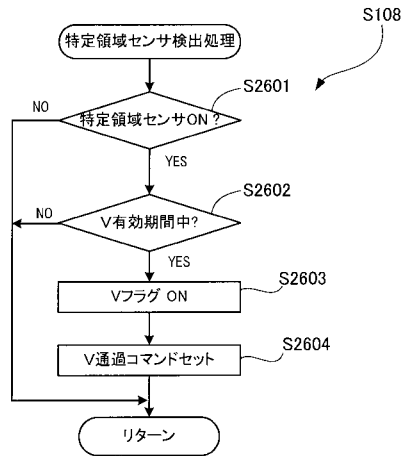 S108
特定領域センサ検出処理
S2601
特定領域センサON?
NO
YES
S2602
V有効期間中?
NO
YES
S2603
Vフラグ ON
S2604
V通過コマンドセット
リターン